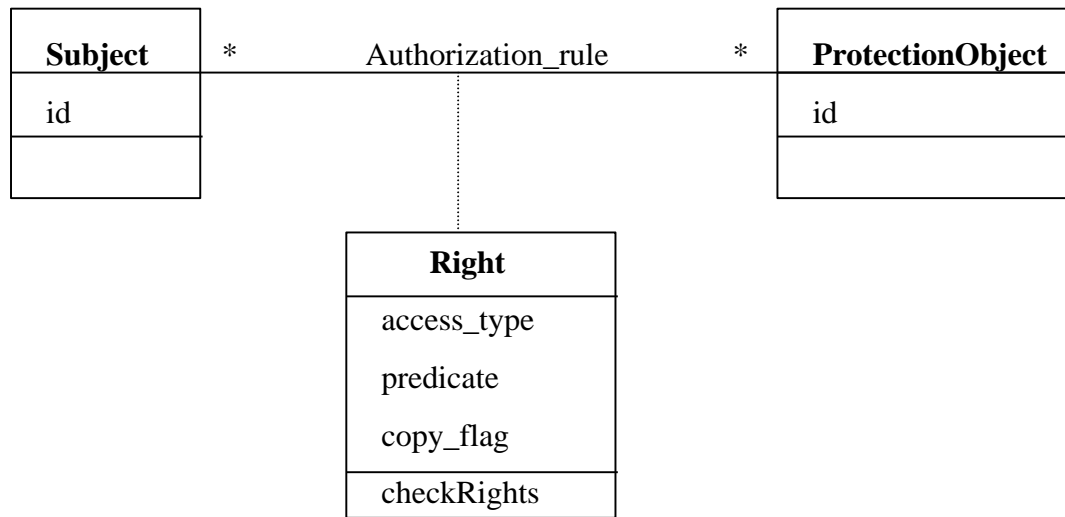 Subject * Authorization_rule * ProtectionObject
id id
Right
access_type
predicate
copy_flag
checkRights